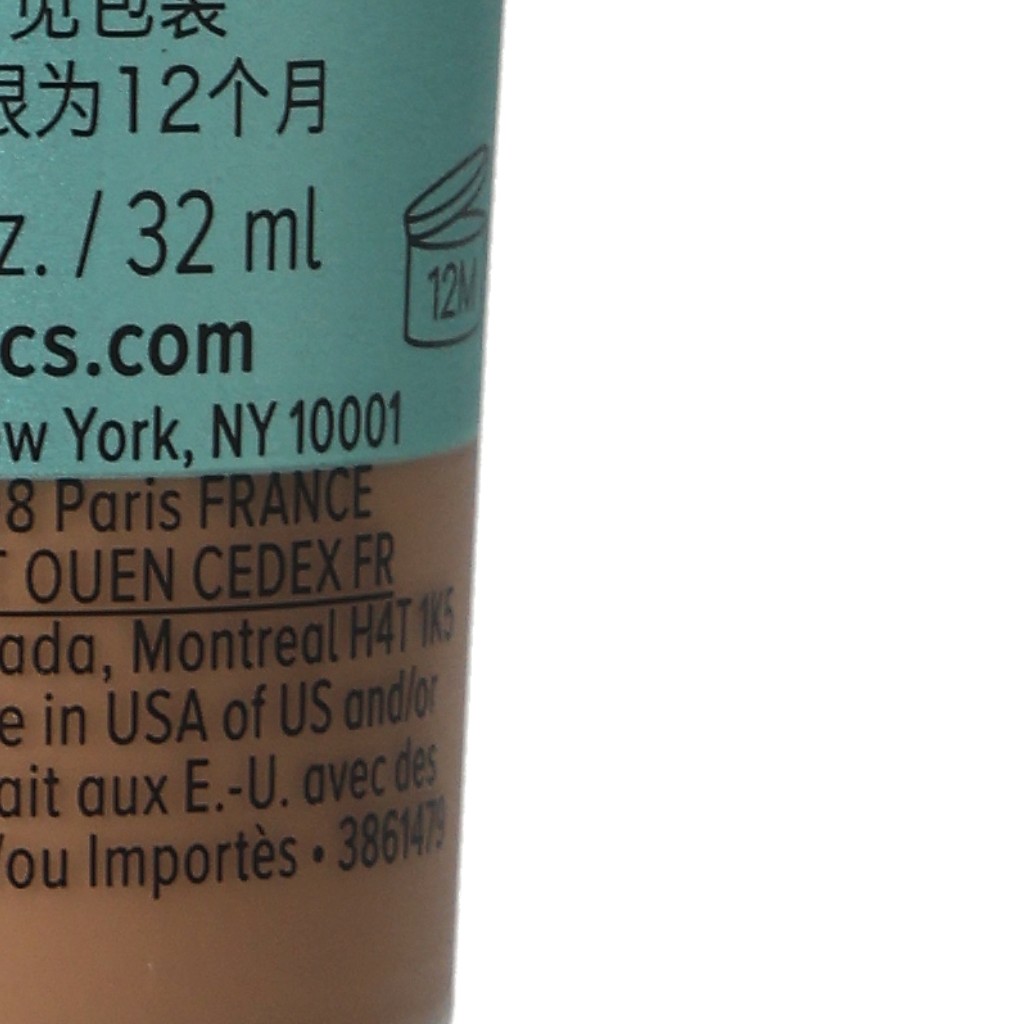 见包装
限为12个月
z. / 32 ml
12M
cs.com
ew York, NY 10001
8 Paris FRANCE
T OUEN CEDEX FR
ada, Montreal H4T 1K5
e in USA of US and/or
ait aux E.-U. avec des
/ou Importès • 3861479